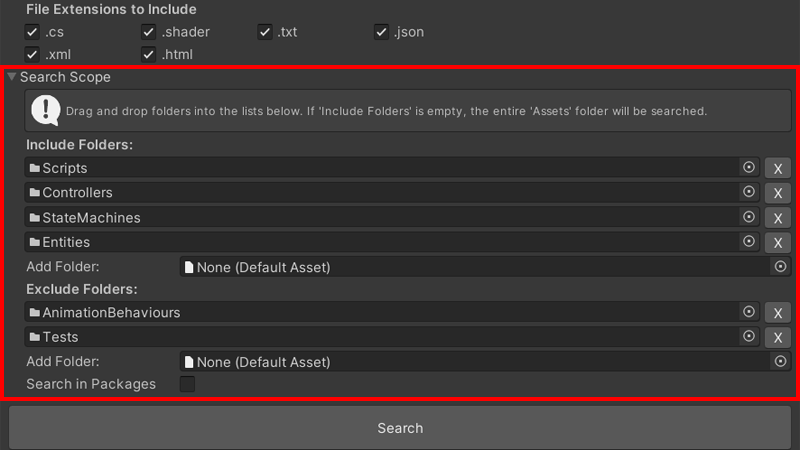 File Extensions to Include
.cs .shader .txt .json
.xml .html
Search Scope
Drag and drop folders into the lists below. If 'Include Folders' is empty, the entire 'Assets' folder will be searched.
Include Folders:
Scripts X
Controllers X
StateMachines X
Entities X
Add Folder: None (Default Asset)
Exclude Folders:
AnimationBehaviours X
Tests X
Add Folder: None (Default Asset)
Search in Packages
Search